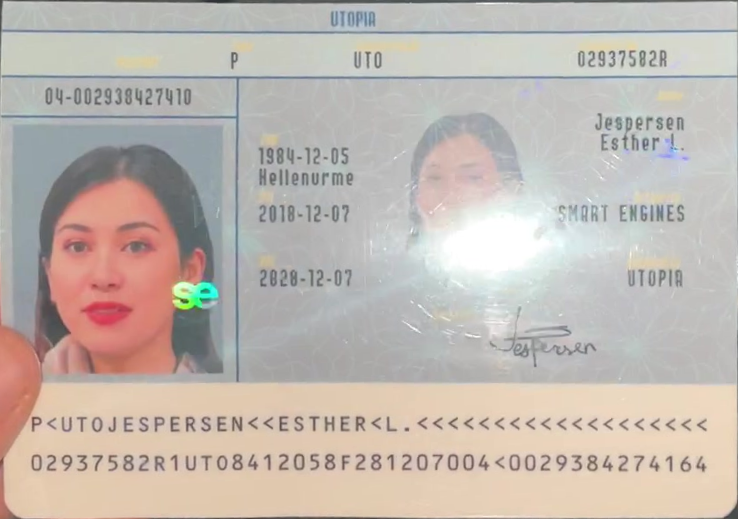 UTOPIA
P UTO 02937582R
04-002938427410
Jespersen
Esther L.
1984-12-05
Hellenurme
2018-12-07 SMART ENGINES
2028-12-07 UTOPIA
se
Jespersen
P<UTOJESPERSEN<<ESTHER<L.<<<<<<<<<<<<<<<<<<<
02937582R1UTO8412058F281207004<0029384274164